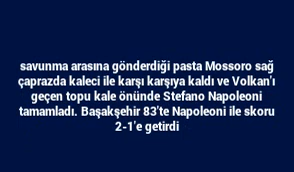 savunma arasına gönderdiği pasta Mossoro sağ
çaprazda kaleci ile karşı karşıya kaldı ve Volkan'ı
geçen topu kale önünde Stefano Napoleoni
tamamladı. Başakşehir 83'te Napoleoni ile skoru
2-1'e getirdi